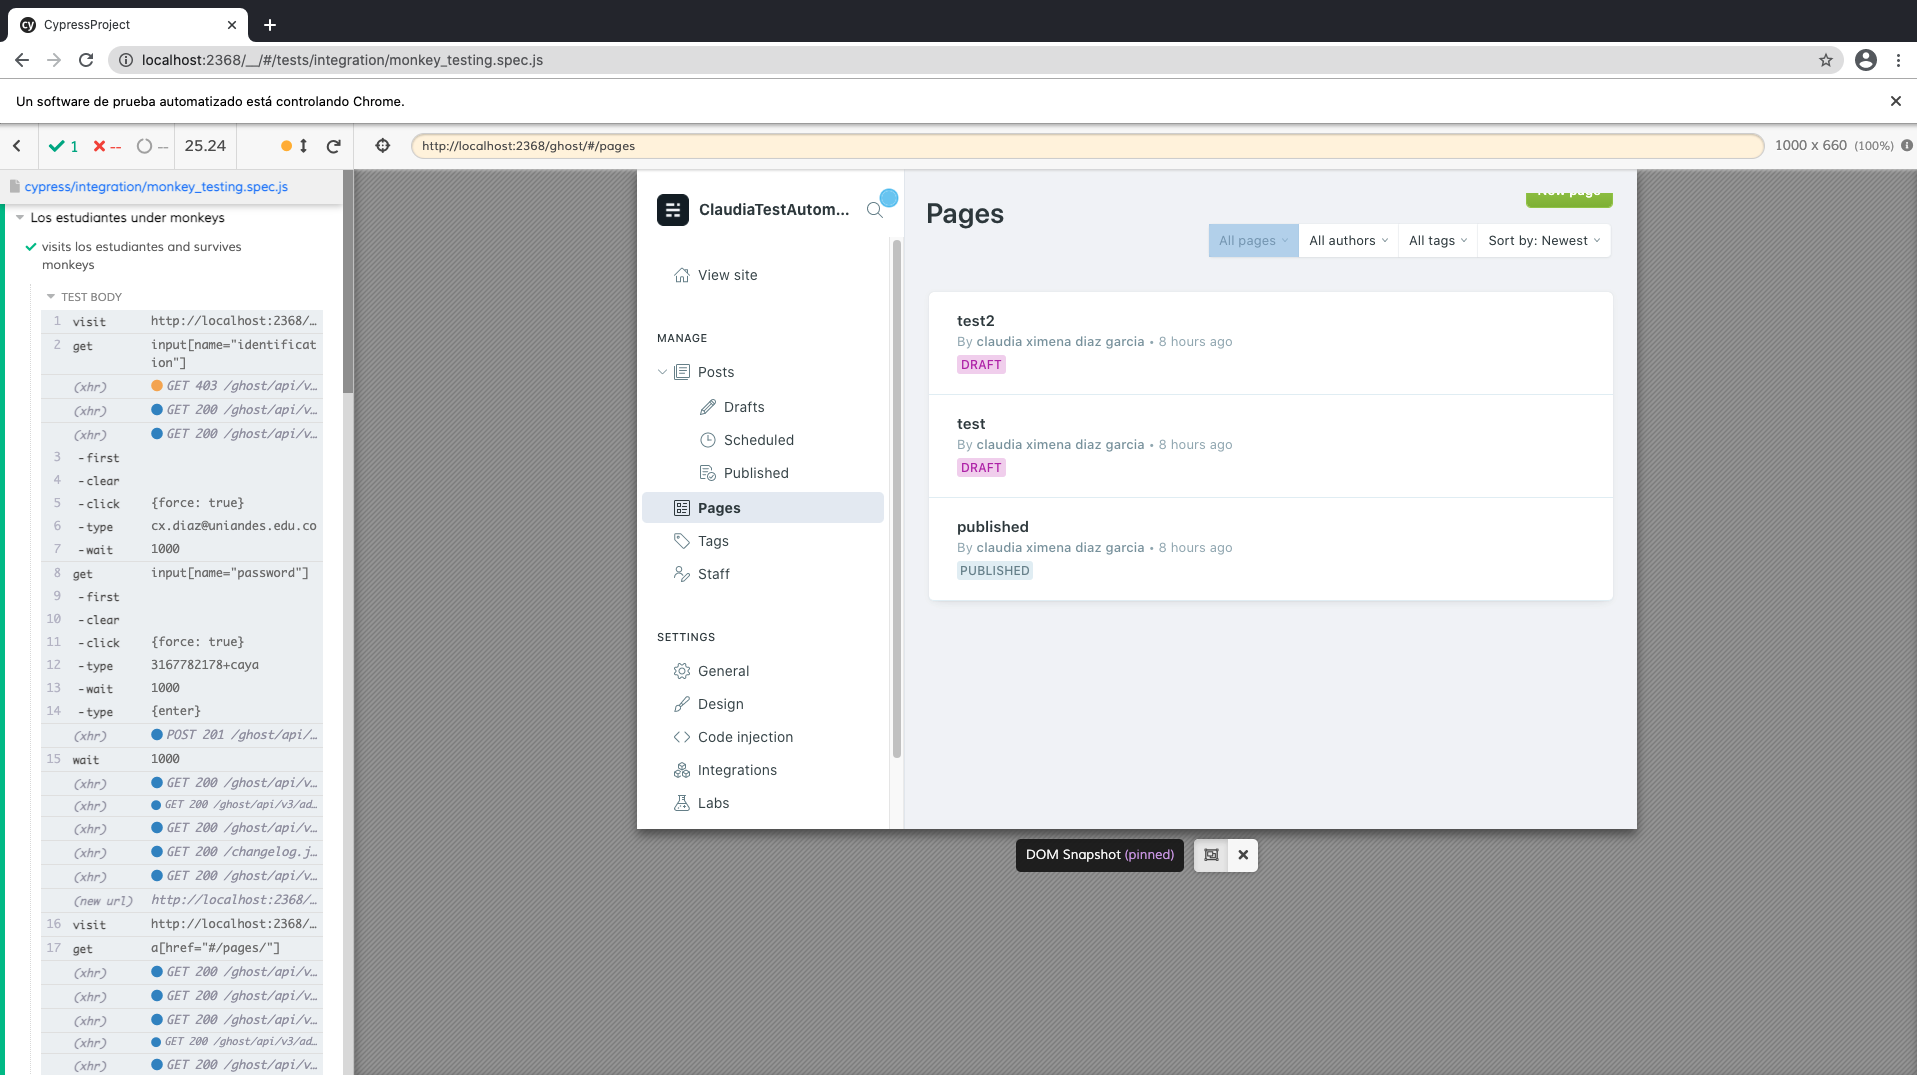 CypressProject
localhost:2368/__/#/tests/integration/monkey_testing.spec.js
Un software de prueba automatizado está controlando Chrome.
1 -- -- 25.24
http://localhost:2368/ghost/#/pages
1000 x 660 (100%)
cypress/integration/monkey_testing.spec.js
Los estudiantes under monkeys
visits los estudiantes and survives
monkeys
TEST BODY
1 visit http://localhost:2368/…
2 get input[name="identificat
ion"]
(xhr) GET 403 /ghost/api/v…
(xhr) GET 200 /ghost/api/v…
(xhr) GET 200 /ghost/api/v…
3 -first
4 -clear
5 -click {force: true}
6 -type cx.diaz@uniandes.edu.co
7 -wait 1000
8 get input[name="password"]
9 -first
10 -clear
11 -click {force: true}
12 -type 3167782178+caya
13 -wait 1000
14 -type {enter}
(xhr) POST 201 /ghost/api/…
15 wait 1000
(xhr) GET 200 /ghost/api/v…
(xhr) GET 200 /ghost/api/v3/ad…
(xhr) GET 200 /ghost/api/v…
(xhr) GET 200 /changelog.j…
(xhr) GET 200 /ghost/api/v…
(new url) http://localhost:2368/…
16 visit http://localhost:2368/…
17 get a[href="#/pages/"]
(xhr) GET 200 /ghost/api/v…
(xhr) GET 200 /ghost/api/v…
(xhr) GET 200 /ghost/api/v…
(xhr) GET 200 /ghost/api/v3/ad…
(xhr) GET 200 /ghost/api/v…
ClaudiaTestAutom...
View site
MANAGE
Posts
Drafts
Scheduled
Published
Pages
Tags
Staff
SETTINGS
General
Design
Code injection
Integrations
Labs
Pages
New page
All pages
All authors
All tags
Sort by: Newest
test2
By claudia ximena diaz garcia • 8 hours ago
DRAFT
test
By claudia ximena diaz garcia • 8 hours ago
DRAFT
published
By claudia ximena diaz garcia • 8 hours ago
PUBLISHED
DOM Snapshot (pinned)